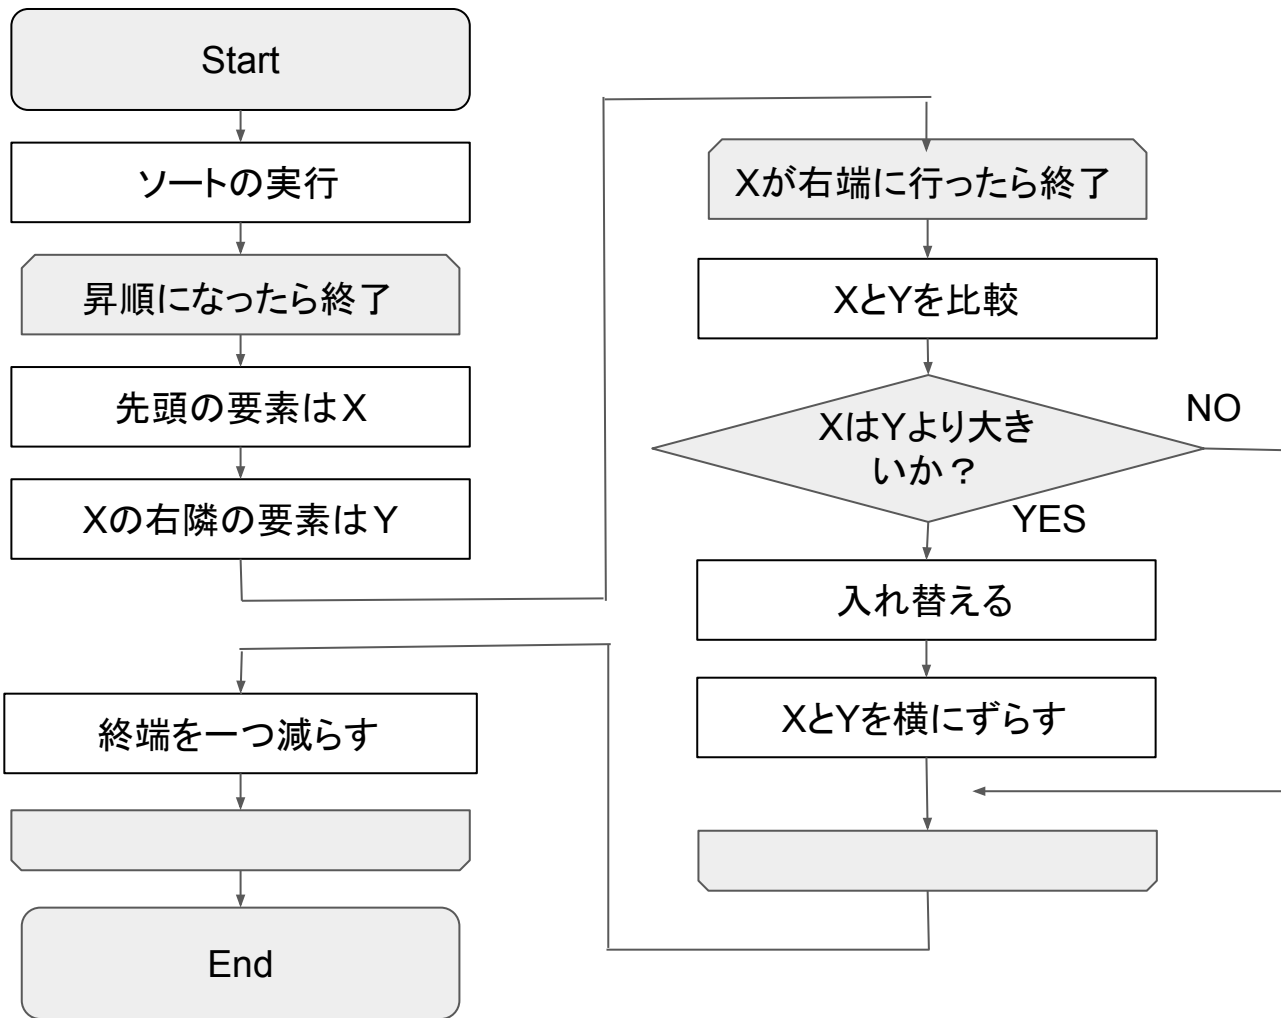 Start
ソートの実行
昇順になったら終了
先頭の要素はX
Xの右隣の要素はY
終端を一つ減らす
End
Xが右端に行ったら終了
XとYを比較
XはYより大き
いか？
NO
YES
入れ替える
XとYを横にずらす